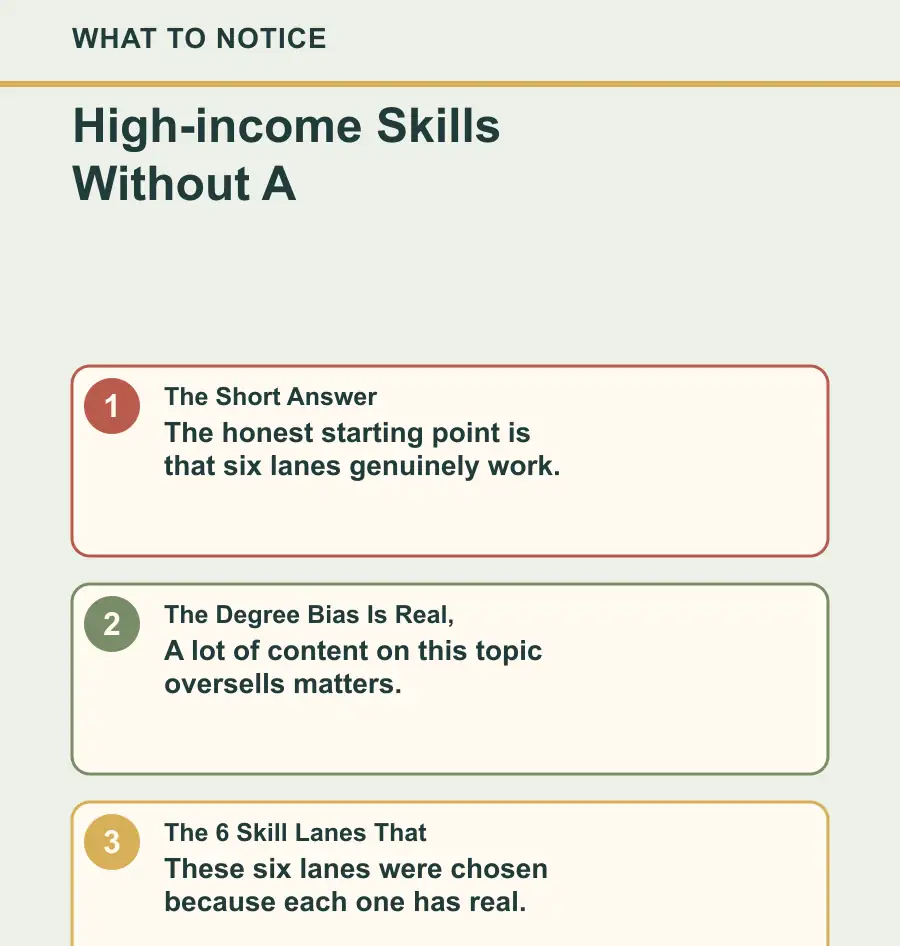 WHAT TO NOTICE
High-income Skills
Without A
1
The Short Answer
The honest starting point is
that six lanes genuinely work.
2
The Degree Bias Is Real,
A lot of content on this topic
oversells matters.
3
The 6 Skill Lanes That
These six lanes were chosen
because each one has real.